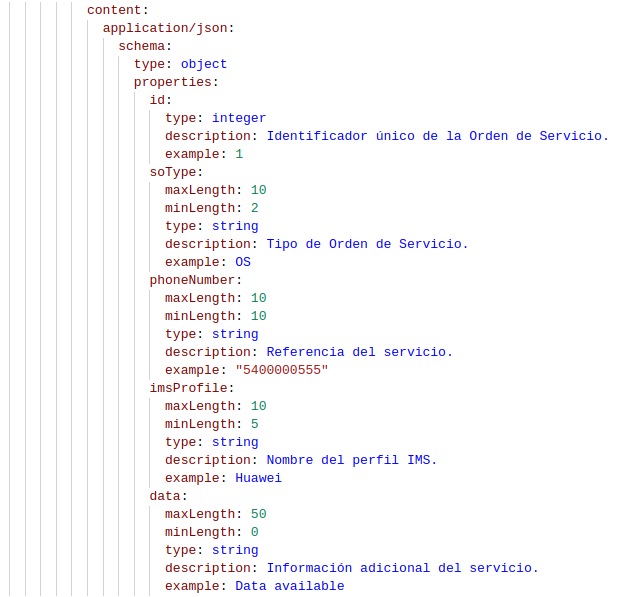 content:
application/json:
schema:
type: object
properties:
id:
type: integer
description: Identificador único de la Orden de Servicio.
example: 1
soType:
maxLength: 10
minLength: 2
type: string
description: Tipo de Orden de Servicio.
example: OS
phoneNumber:
maxLength: 10
minLength: 10
type: string
description: Referencia del servicio.
example: "5400000555"
imsProfile:
maxLength: 10
minLength: 5
type: string
description: Nombre del perfil IMS.
example: Huawei
data:
maxLength: 50
minLength: 0
type: string
description: Información adicional del servicio.
example: Data available